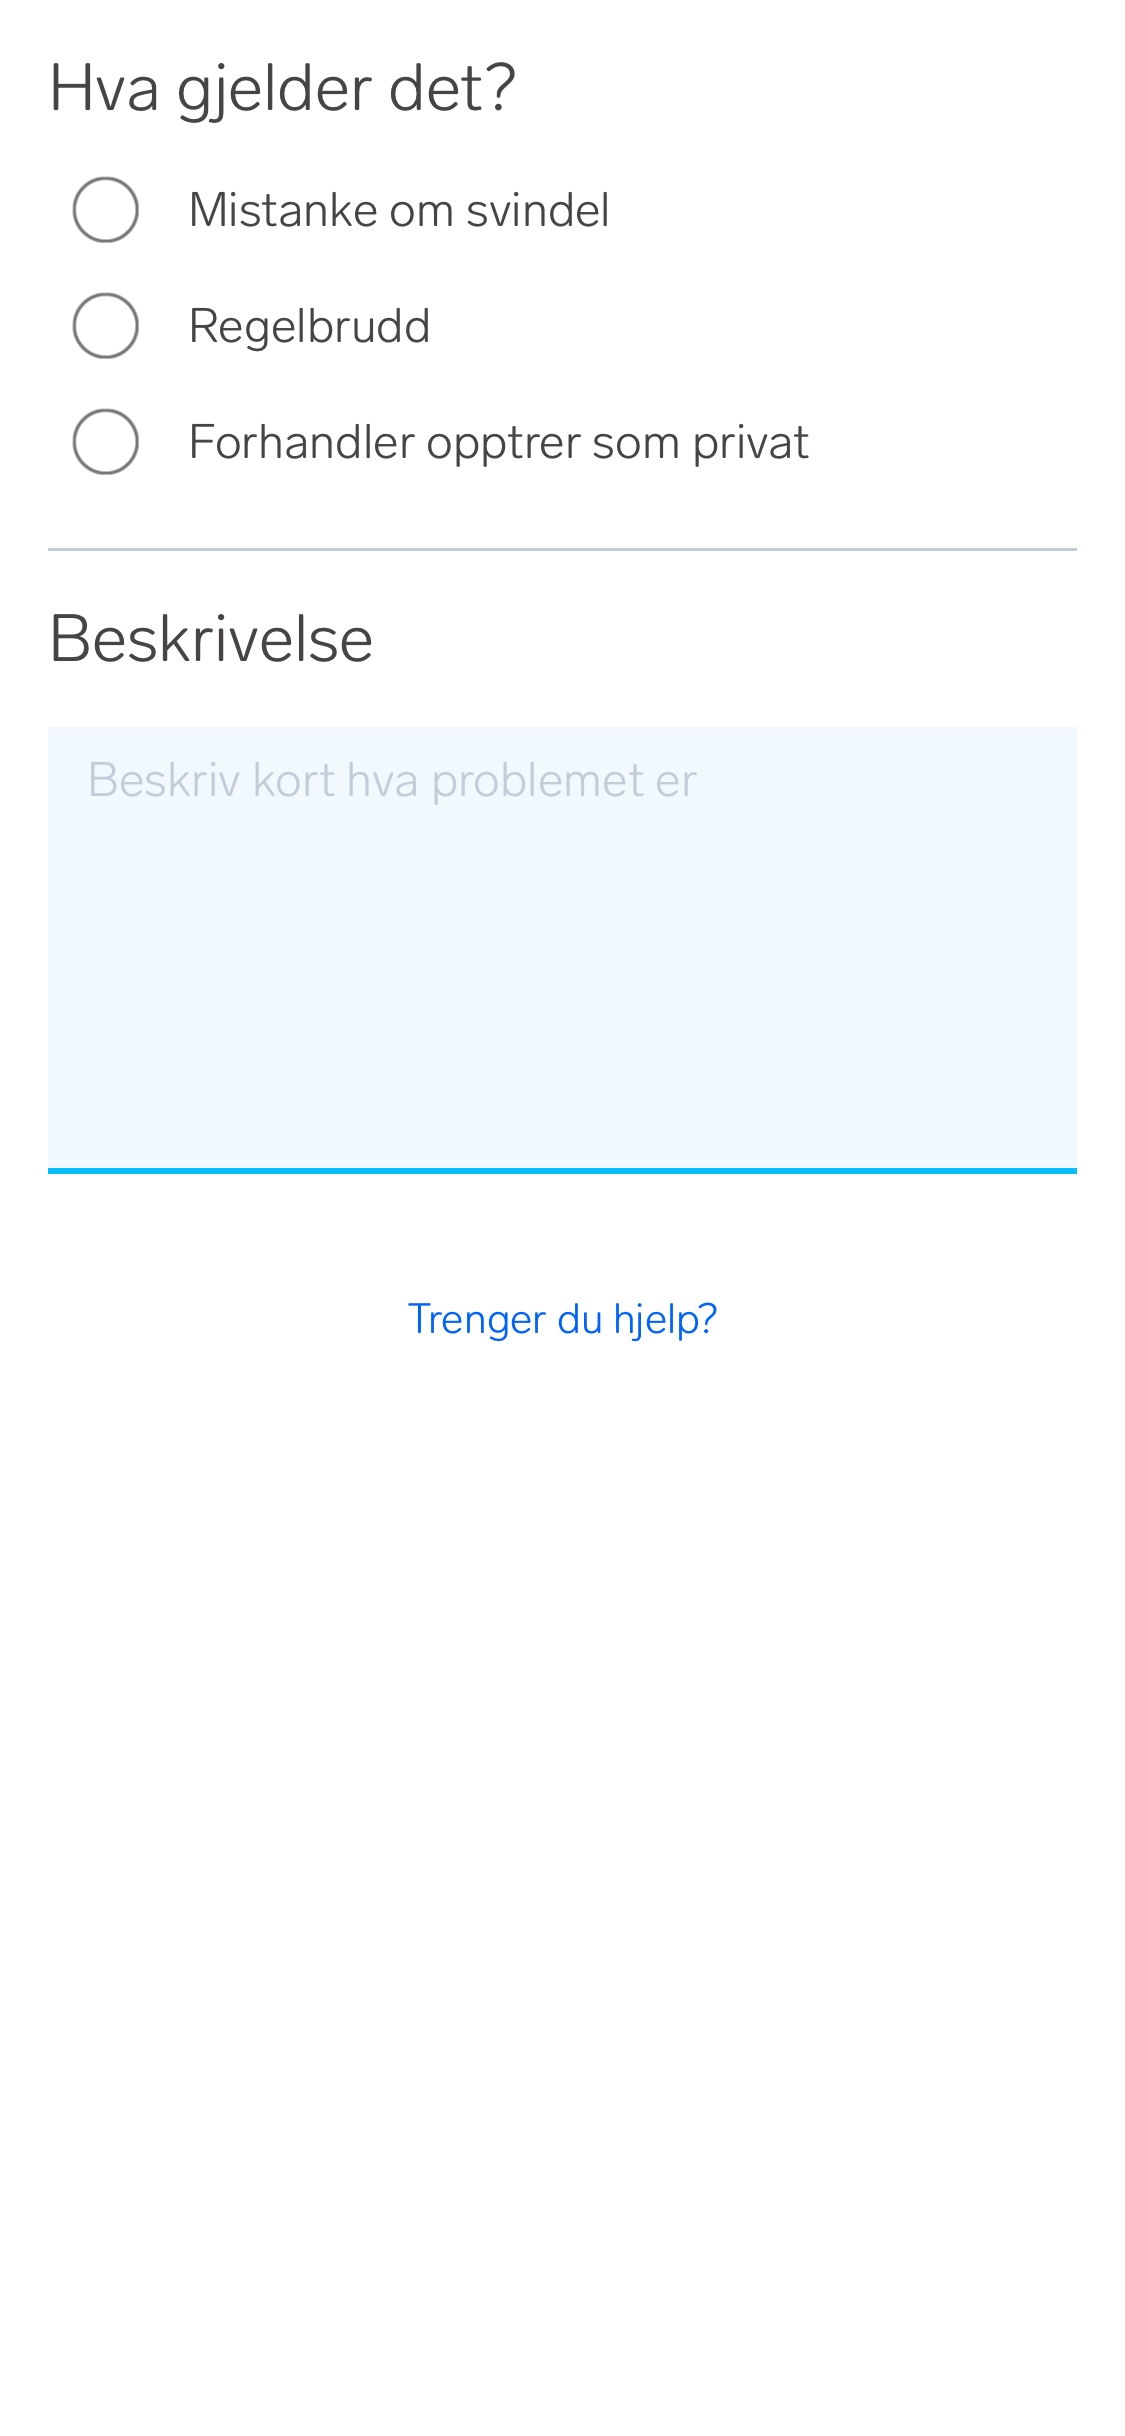 Hva gjelder det?
Mistanke om svindel
Regelbrudd
Forhandler opptrer som privat
Beskrivelse
Beskriv kort hva problemet er
Trenger du hjelp?